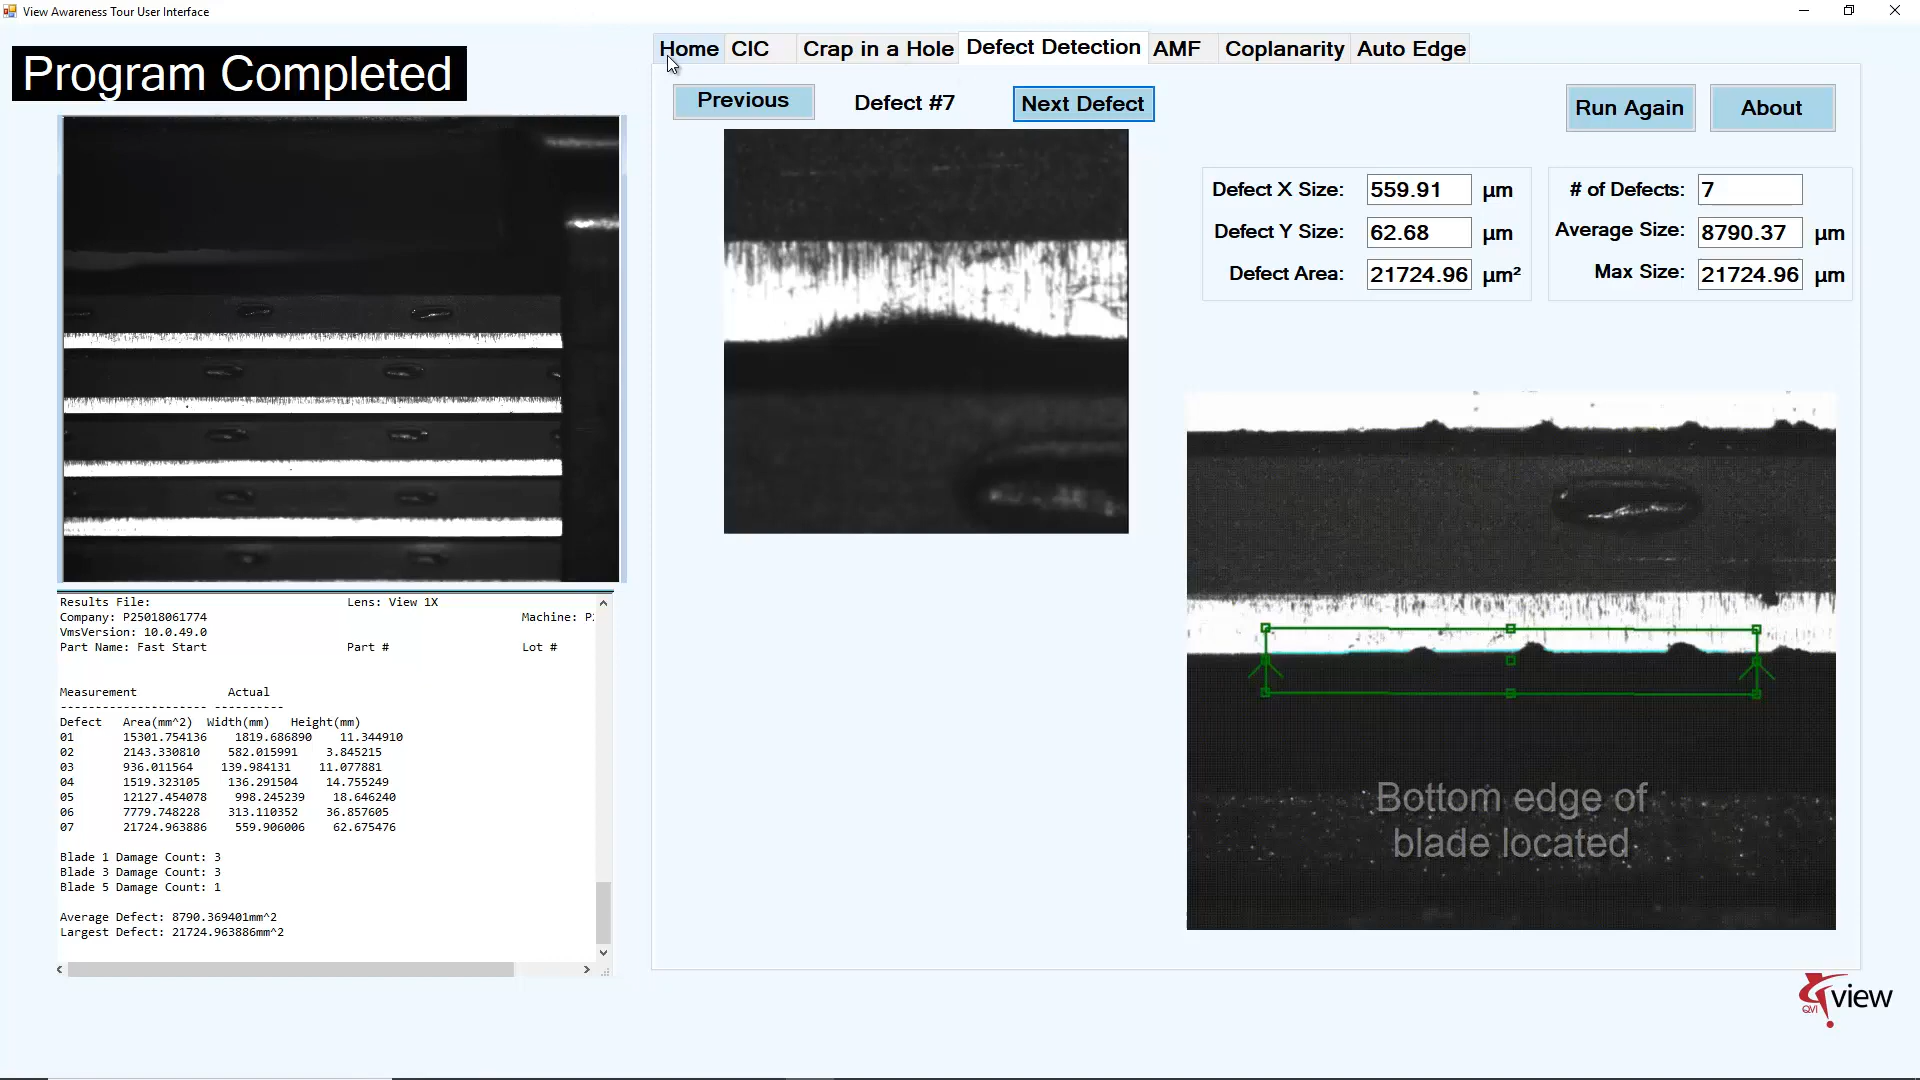 View Awareness Tour User Interface
Program Completed
Home CIC Crap in a Hole Defect Detection AMF Coplanarity Auto Edge
Previous Defect #7 Next Defect
Run Again About
Defect X Size: 559.91 µm
Defect Y Size: 62.68 µm
Defect Area: 21724.96 µm²
# of Defects: 7
Average Size: 8790.37 µm
Max Size: 21724.96 µm
Results File: Lens: View 1X
Company: P25018061774 Machine: P
VmsVersion: 10.0.49.0
Part Name: Fast Start Part # Lot #
Measurement Actual
--------------------- ----------
Defect Area(mm^2) Width(mm) Height(mm)
01 15301.754136 1819.686890 11.344910
02 2143.330810 582.015991 3.845215
03 936.011564 139.984131 11.077881
04 1519.323105 136.291504 14.755249
05 12127.454078 998.245239 18.646240
06 7779.748228 313.110352 36.857605
07 21724.963886 559.906006 62.675476
Blade 1 Damage Count: 3
Blade 3 Damage Count: 3
Blade 5 Damage Count: 1
Average Defect: 8790.369401mm^2
Largest Defect: 21724.963886mm^2
Bottom edge of
blade located
QVI view